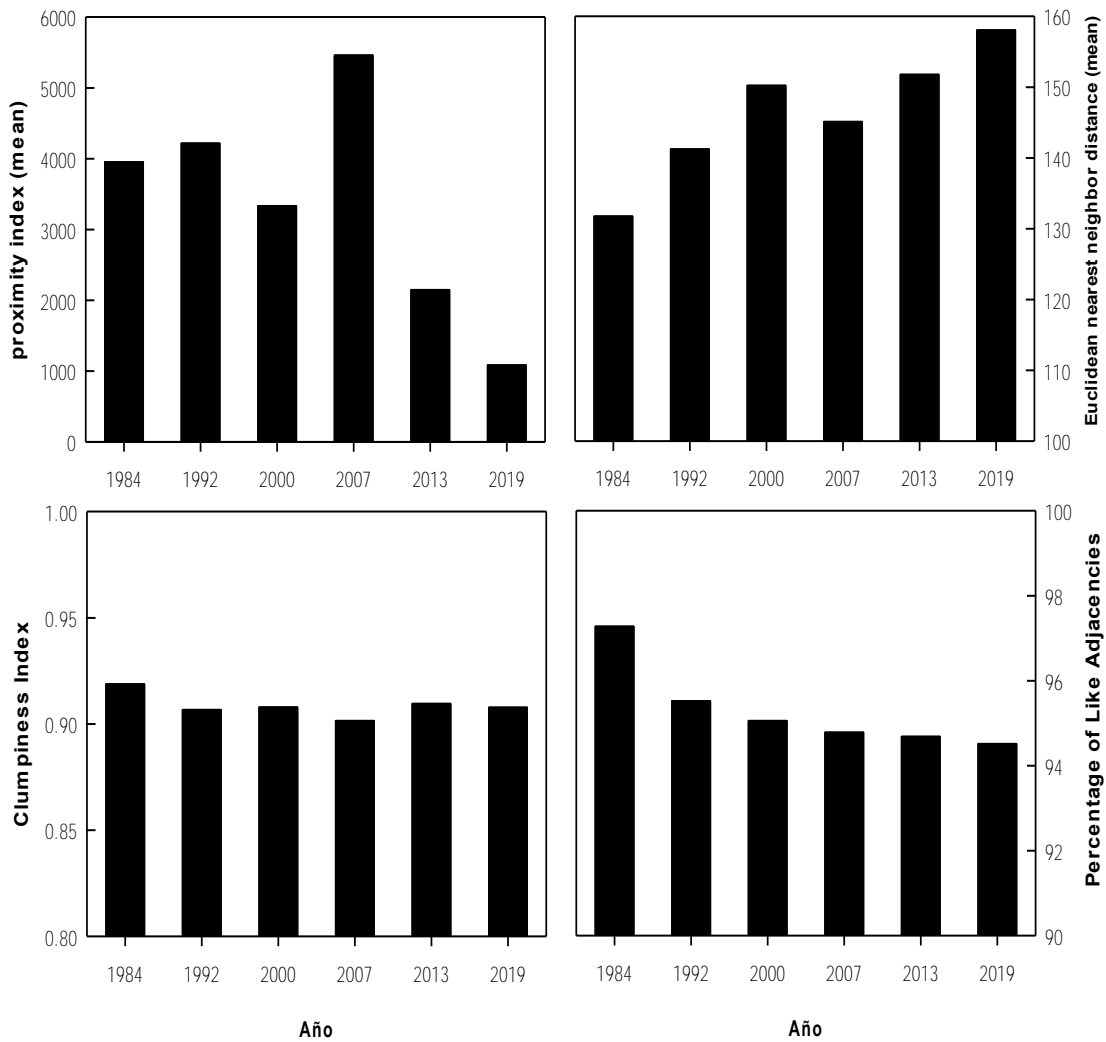 proximity index (mean)
6000
5000
4000
3000
2000
1000
0
1984 1992 2000 2007 2013 2019
Euclidean nearest neighbor distance (mean)
160
150
140
130
120
110
100
1984 1992 2000 2007 2013 2019
Clumpiness Index
1.00
0.95
0.90
0.85
0.80
1984 1992 2000 2007 2013 2019
Año
Percentage of Like Adjacencies
100
98
96
94
92
90
1984 1992 2000 2007 2013 2019
Año